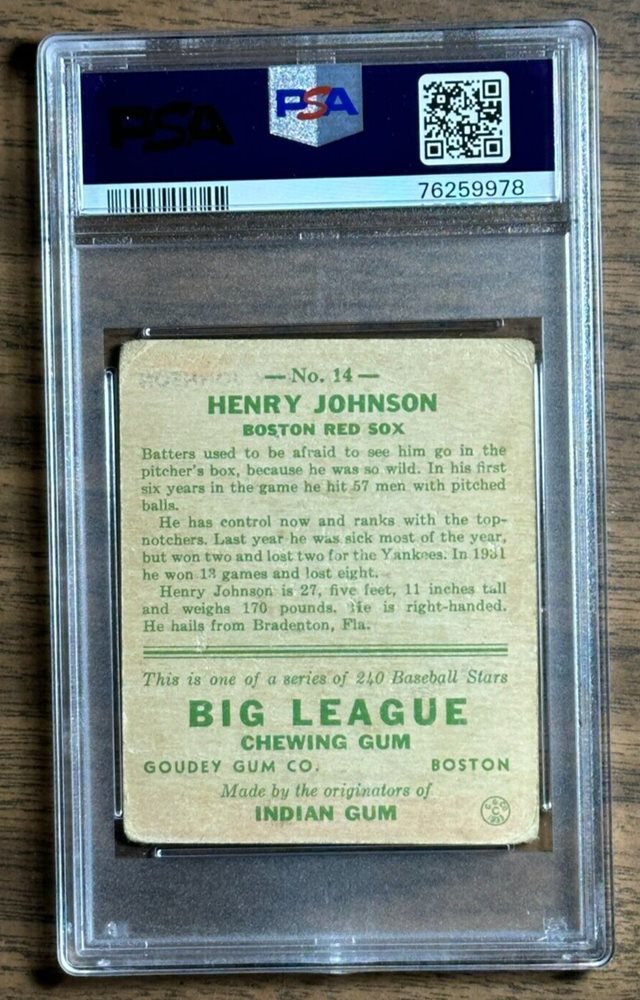 PSA
PSA
76259978
— No. 14 —
HENRY JOHNSON
BOSTON RED SOX
Batters used to be afraid to see him go in the
pitcher's box, because he was so wild. In his first
six years in the game he hit 57 men with pitched
balls.
He has control now and ranks with the top-
notchers. Last year he was sick most of the year,
but won two and lost two for the Yankees. In 1931
he won 13 games and lost eight.
Henry Johnson is 27, five feet, 11 inches tall
and weighs 170 pounds. He is right-handed.
He hails from Bradenton, Fla.
This is one of a series of 240 Baseball Stars
BIG LEAGUE
CHEWING GUM
GOUDEY GUM CO. BOSTON
Made by the originators of
INDIAN GUM